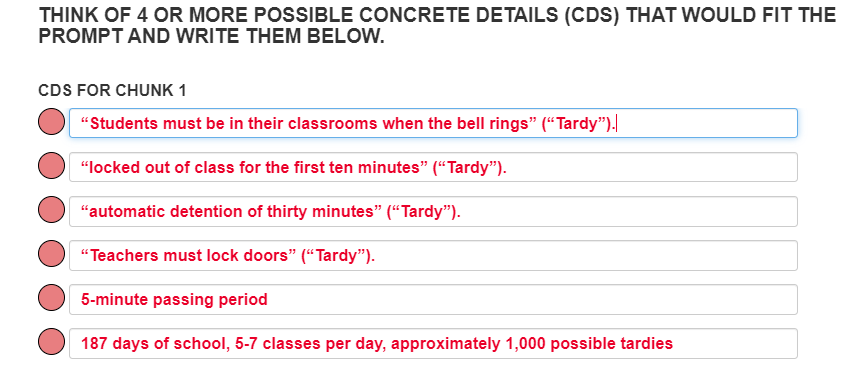 THINK OF 4 OR MORE POSSIBLE CONCRETE DETAILS (CDS) THAT WOULD FIT THE
PROMPT AND WRITE THEM BELOW.
CDS FOR CHUNK 1
“Students must be in their classrooms when the bell rings” (“Tardy”).
“locked out of class for the first ten minutes” (“Tardy”).
“automatic detention of thirty minutes” (“Tardy”).
“Teachers must lock doors” (“Tardy”).
5-minute passing period
187 days of school, 5-7 classes per day, approximately 1,000 possible tardies